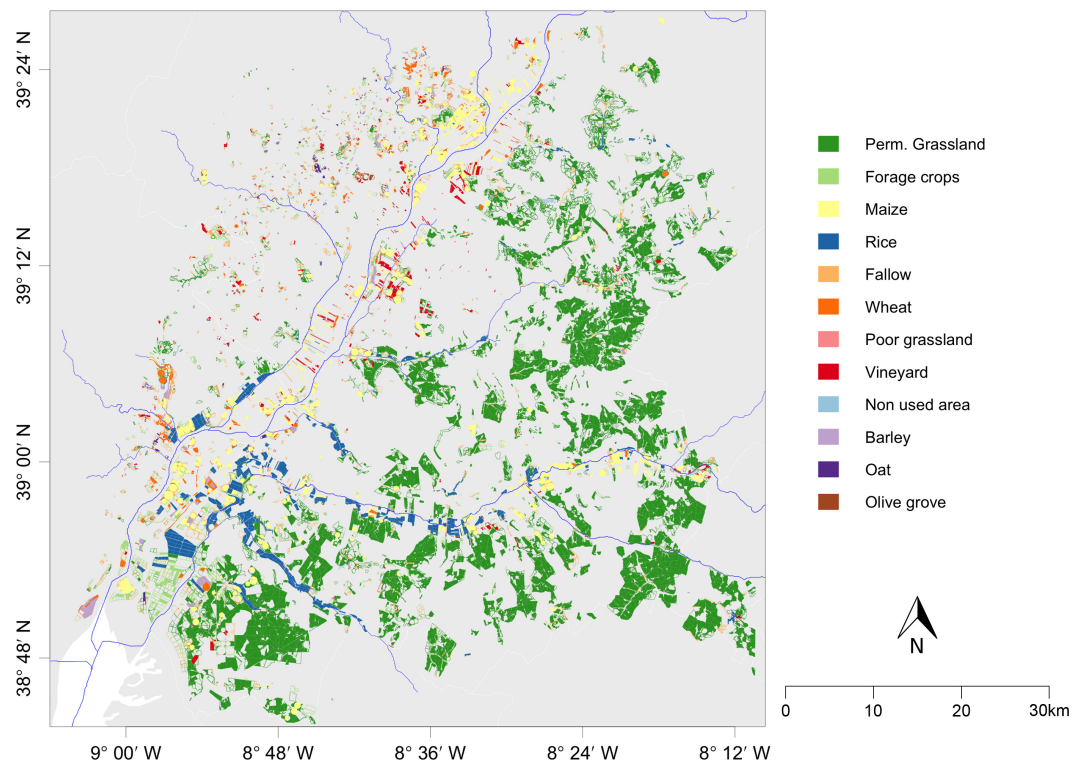 39° 24′ N
39° 12′ N
39° 00′ N
38° 48′ N
9° 00′ W
8° 48′ W
8° 36′ W
8° 24′ W
8° 12′ W
Perm. Grassland
Forage crops
Maize
Rice
Fallow
Wheat
Poor grassland
Vineyard
Non used area
Barley
Oat
Olive grove
N
0 10 20 30km